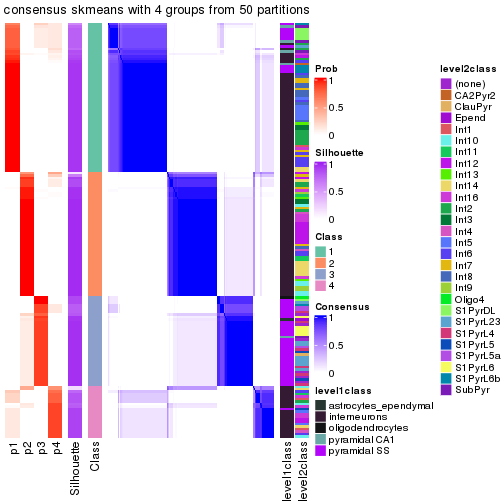 consensus skmeans with 4 groups from 50 partitions
Prob
1
0.5
0
Silhouette
1
0.5
0
Class
1
2
3
4
Consensus
1
0.5
0
level1class
astrocytes_ependymal
interneurons
oligodendrocytes
pyramidal CA1
pyramidal SS
level2class
(none)
CA2Pyr2
ClauPyr
Epend
Int1
Int10
Int11
Int12
Int13
Int14
Int16
Int2
Int3
Int4
Int5
Int6
Int7
Int8
Int9
Oligo4
S1PyrDL
S1PyrL23
S1PyrL4
S1PyrL5
S1PyrL5a
S1PyrL6
S1PyrL6b
SubPyr
p1
p2
p3
p4
Silhouette
Class
level1class
level2class